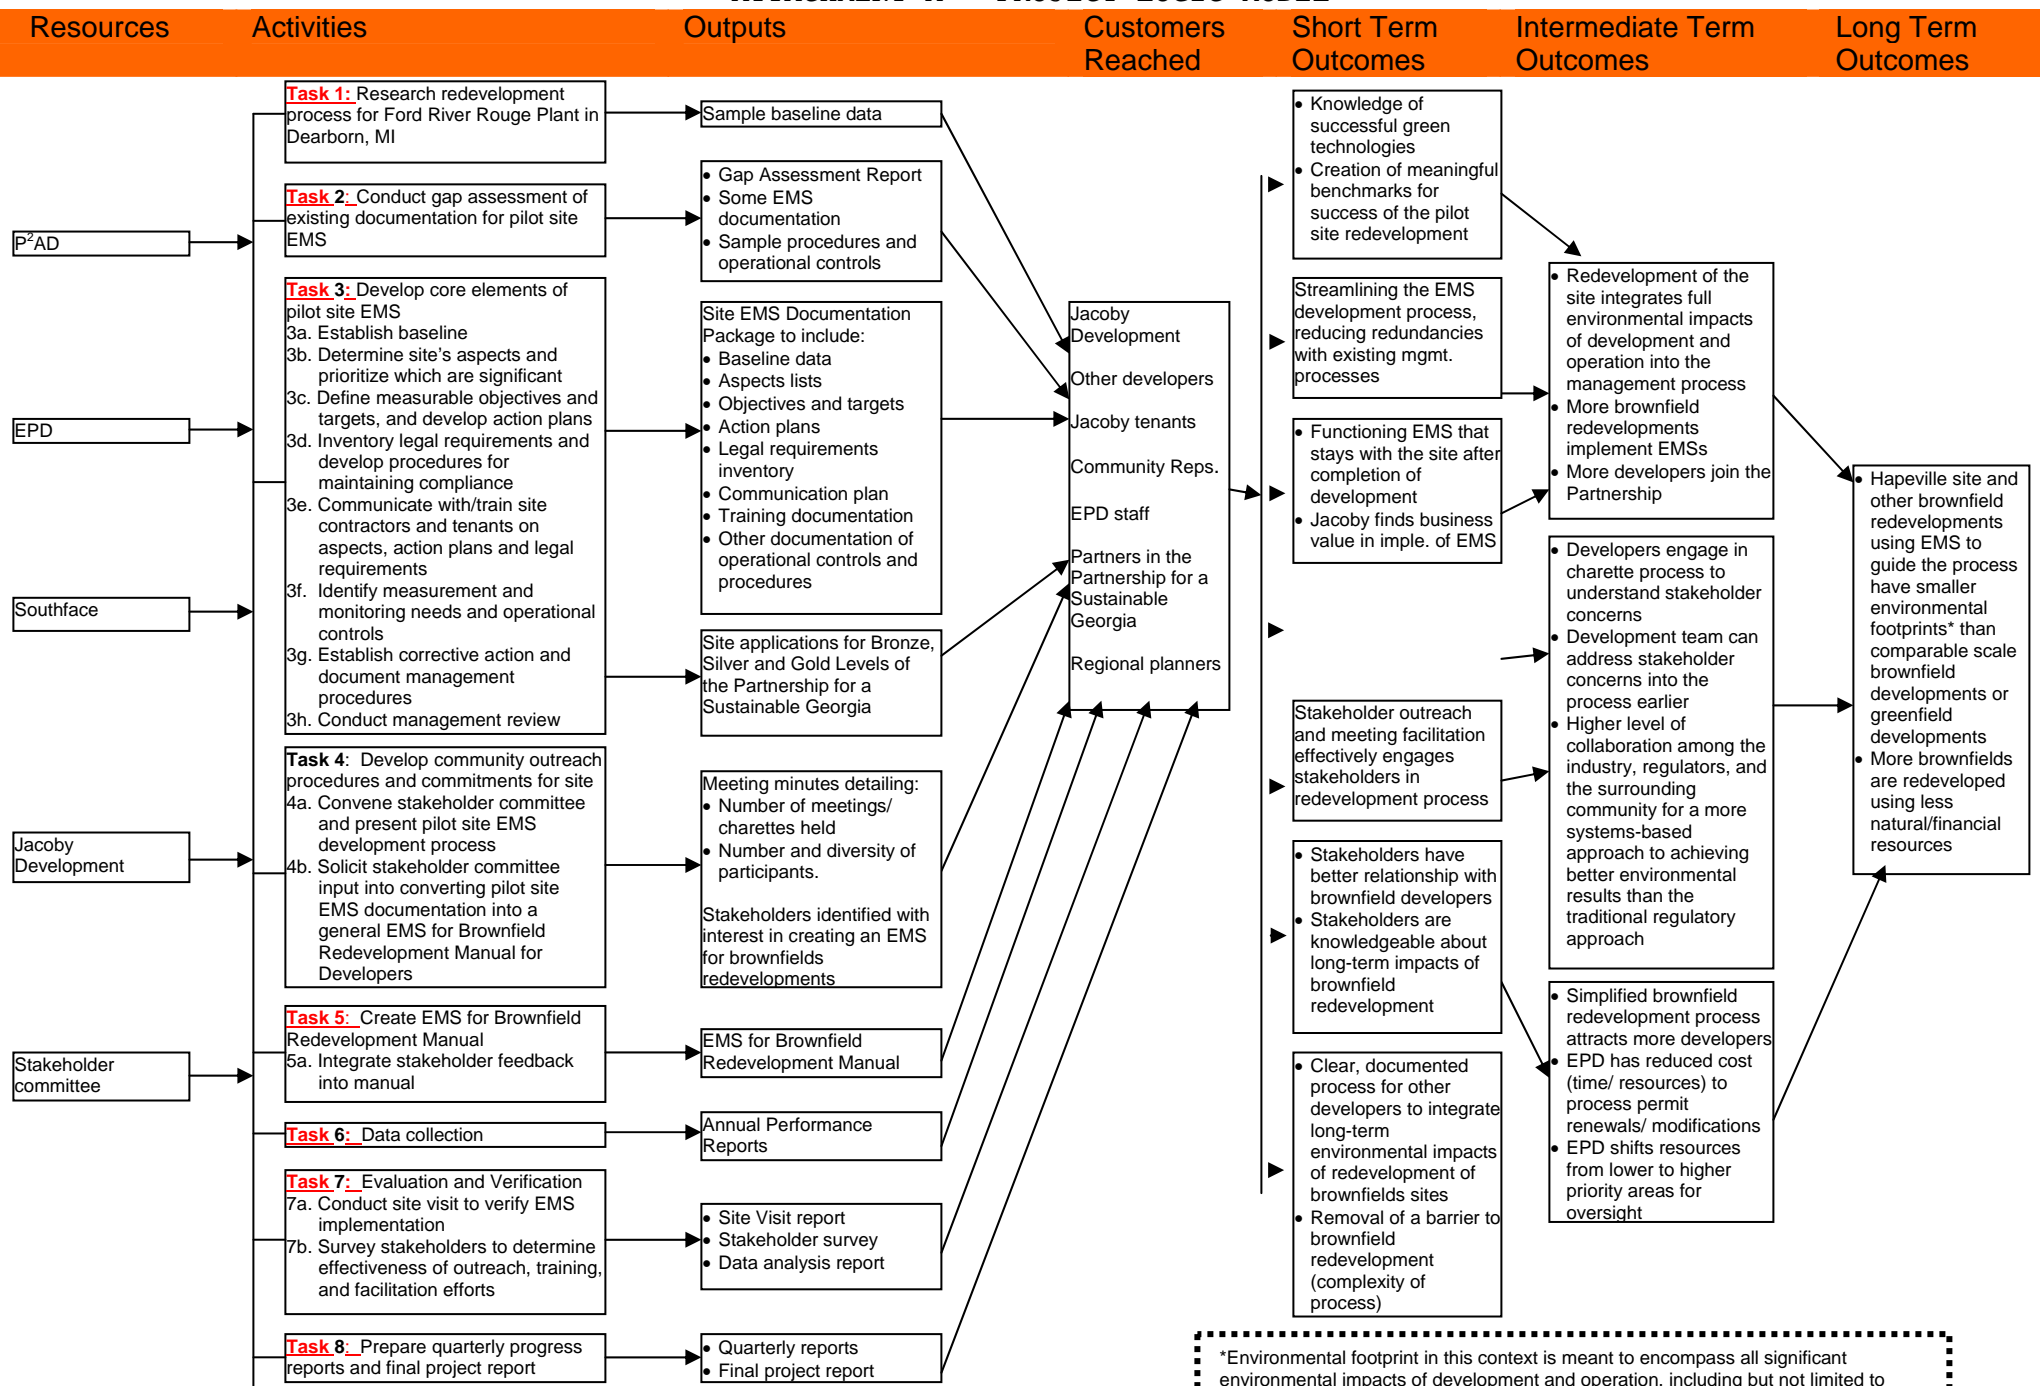 Resources
Activities
Outputs
Customers
Reached
Short Term
Outcomes
Intermediate Term
Outcomes
Long Term
Outcomes
P²AD
EPD
Southface
Jacoby
Development
Stakeholder
committee
Task 1: Research redevelopment
process for Ford River Rouge Plant in
Dearborn, MI
Task 2: Conduct gap assessment of
existing documentation for pilot site
EMS
Task 3: Develop core elements of
pilot site EMS
3a. Establish baseline
3b. Determine site's aspects and
prioritize which are significant
3c. Define measurable objectives and
targets, and develop action plans
3d. Inventory legal requirements and
develop procedures for
maintaining compliance
3e. Communicate with/train site
contractors and tenants on
aspects, action plans and legal
requirements
3f. Identify measurement and
monitoring needs and operational
controls
3g. Establish corrective action and
document management
procedures
3h. Conduct management review
Task 4: Develop community outreach
procedures and commitments for site
4a. Convene stakeholder committee
and present pilot site EMS
development process
4b. Solicit stakeholder committee
input into converting pilot site
EMS documentation into a
general EMS for Brownfield
Redevelopment Manual for
Developers
Task 5: Create EMS for Brownfield
Redevelopment Manual
5a. Integrate stakeholder feedback
into manual
Task 6: Data collection
Task 7: Evaluation and Verification
7a. Conduct site visit to verify EMS
implementation
7b. Survey stakeholders to determine
effectiveness of outreach, training,
and facilitation efforts
Task 8: Prepare quarterly progress
reports and final project report
Sample baseline data
• Gap Assessment Report
• Some EMS
documentation
• Sample procedures and
operational controls
Site EMS Documentation
Package to include:
• Baseline data
• Aspects lists
• Objectives and targets
• Action plans
• Legal requirements
inventory
• Communication plan
• Training documentation
• Other documentation of
operational controls and
procedures
Site applications for Bronze,
Silver and Gold Levels of
the Partnership for a
Sustainable Georgia
Meeting minutes detailing:
• Number of meetings/
charettes held
• Number and diversity of
participants.
Stakeholders identified with
interest in creating an EMS
for brownfields
redevelopments
EMS for Brownfield
Redevelopment Manual
Annual Performance
Reports
• Site Visit report
• Stakeholder survey
• Data analysis report
• Quarterly reports
• Final project report
Jacoby
Development
Other developers
Jacoby tenants
Community Reps.
EPD staff
Partners in the
Partnership for a
Sustainable
Georgia
Regional planners
• Knowledge of
successful green
technologies
• Creation of meaningful
benchmarks for
success of the pilot
site redevelopment
Streamlining the EMS
development process,
reducing redundancies
with existing mgmt.
processes
• Functioning EMS that
stays with the site after
completion of
development
• Jacoby finds business
value in imple. of EMS
Stakeholder outreach
and meeting facilitation
effectively engages
stakeholders in
redevelopment process
• Stakeholders have
better relationship with
brownfield developers
• Stakeholders are
knowledgeable about
long-term impacts of
brownfield
redevelopment
• Clear, documented
process for other
developers to integrate
long-term
environmental impacts
of redevelopment of
brownfields sites
• Removal of a barrier to
brownfield
redevelopment
(complexity of
process)
• Redevelopment of the
site integrates full
environmental impacts
of development and
operation into the
management process
• More brownfield
redevelopments
implement EMSs
• More developers join the
Partnership
• Developers engage in
charette process to
understand stakeholder
concerns
• Development team can
address stakeholder
concerns into the
process earlier
• Higher level of
collaboration among the
industry, regulators, and
the surrounding
community for a more
systems-based
approach to achieving
better environmental
results than the
traditional regulatory
approach
• Simplified brownfield
redevelopment process
attracts more developers
• EPD has reduced cost
(time/ resources) to
process permit
renewals/ modifications
• EPD shifts resources
from lower to higher
priority areas for
oversight
• Hapeville site and
other brownfield
redevelopments
using EMS to
guide the process
have smaller
environmental
footprints* than
comparable scale
brownfield
developments or
greenfield
developments
• More brownfields
are redeveloped
using less
natural/financial
resources
*Environmental footprint in this context is meant to encompass all significant
environmental impacts of development and operation, including but not limited to